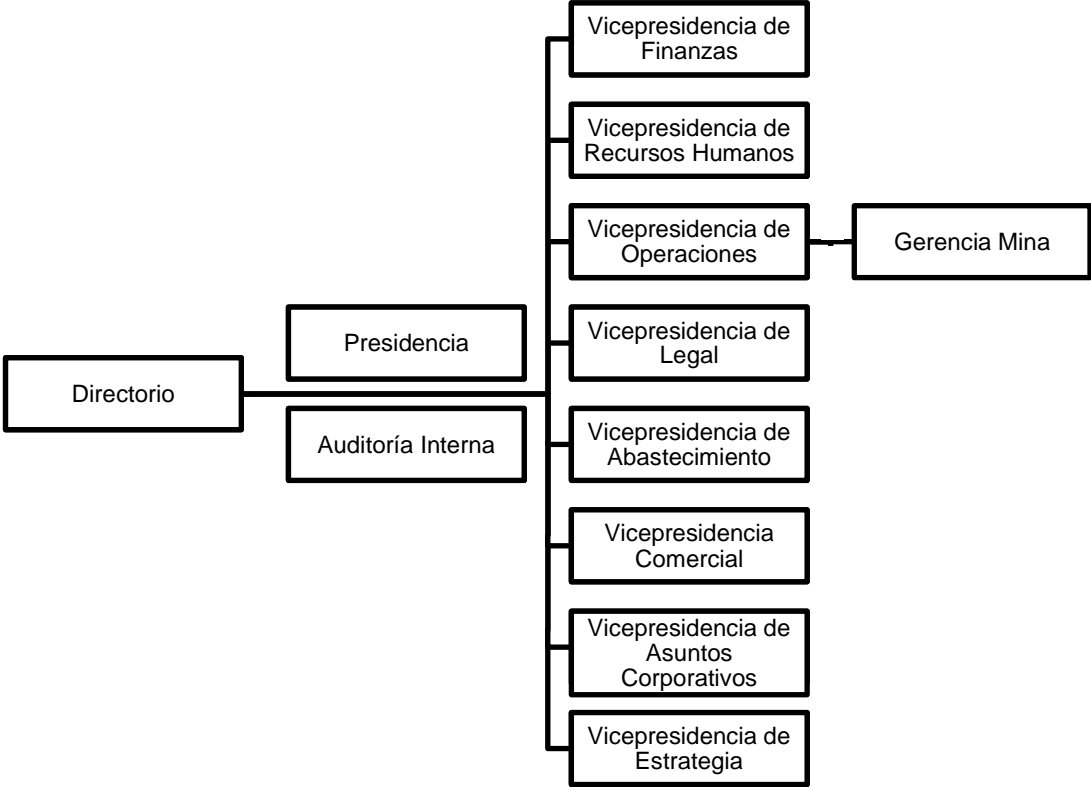 Vicepresidencia de
Finanzas
Vicepresidencia de
Recursos Humanos
Vicepresidencia de
Operaciones
Gerencia Mina
Presidencia
Vicepresidencia de
Legal
Directorio
Auditoría Interna
Vicepresidencia de
Abastecimiento
Vicepresidencia
Comercial
Vicepresidencia de
Asuntos
Corporativos
Vicepresidencia de
Estrategia